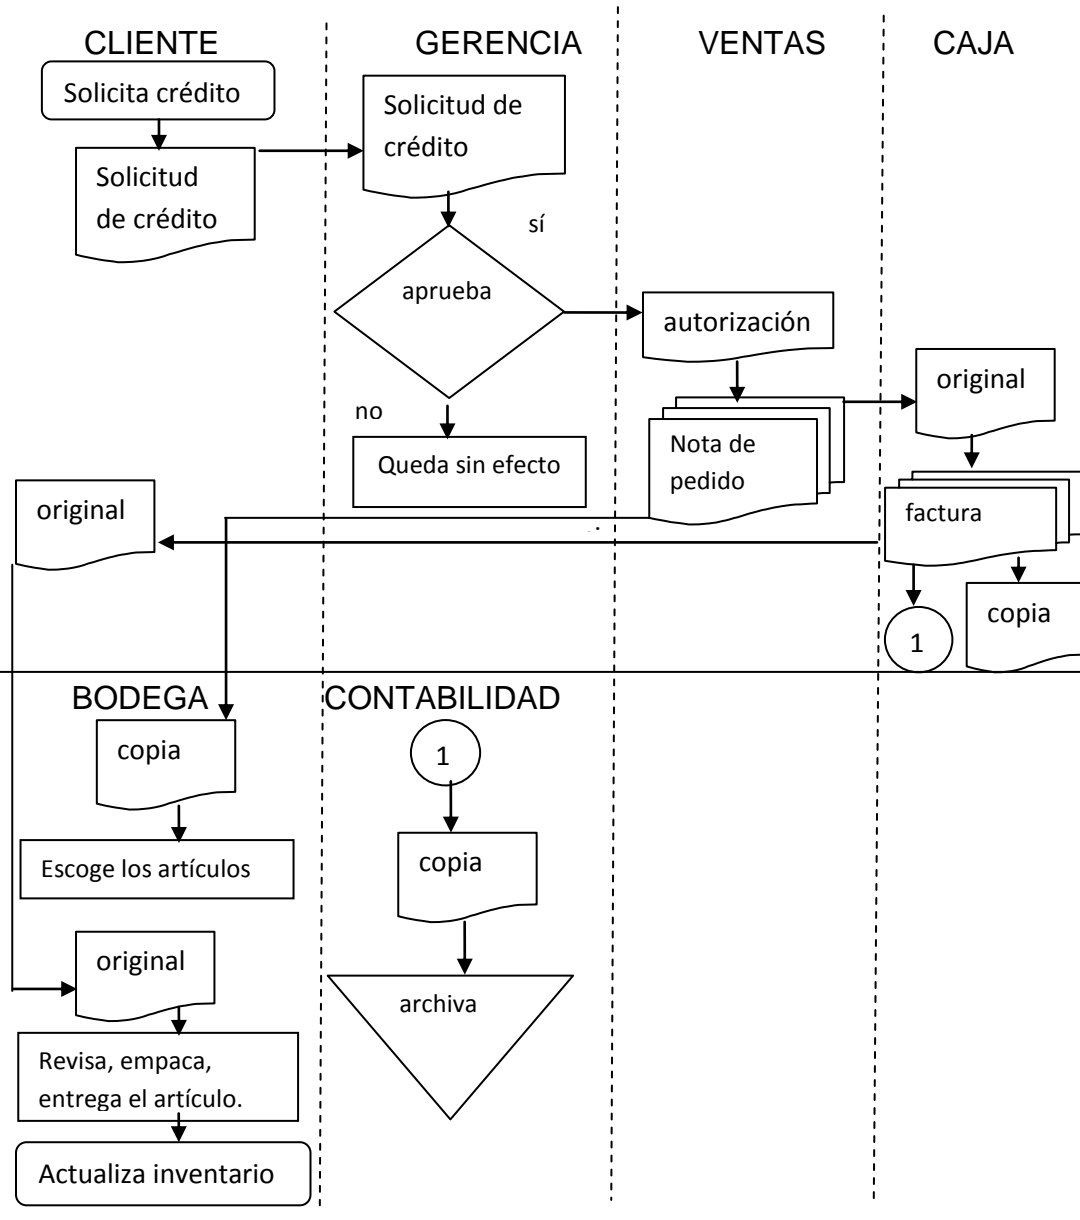 CLIENTE
GERENCIA
VENTAS
CAJA
Solicita crédito
Solicitud
de crédito
Solicitud de
crédito
sí
aprueba
no
Queda sin efecto
autorización
Nota de
pedido
original
factura
1
copia
original
BODEGA
copia
Escoge los artículos
original
Revisa, empaca,
entrega el artículo.
Actualiza inventario
CONTABILIDAD
1
copia
archiva